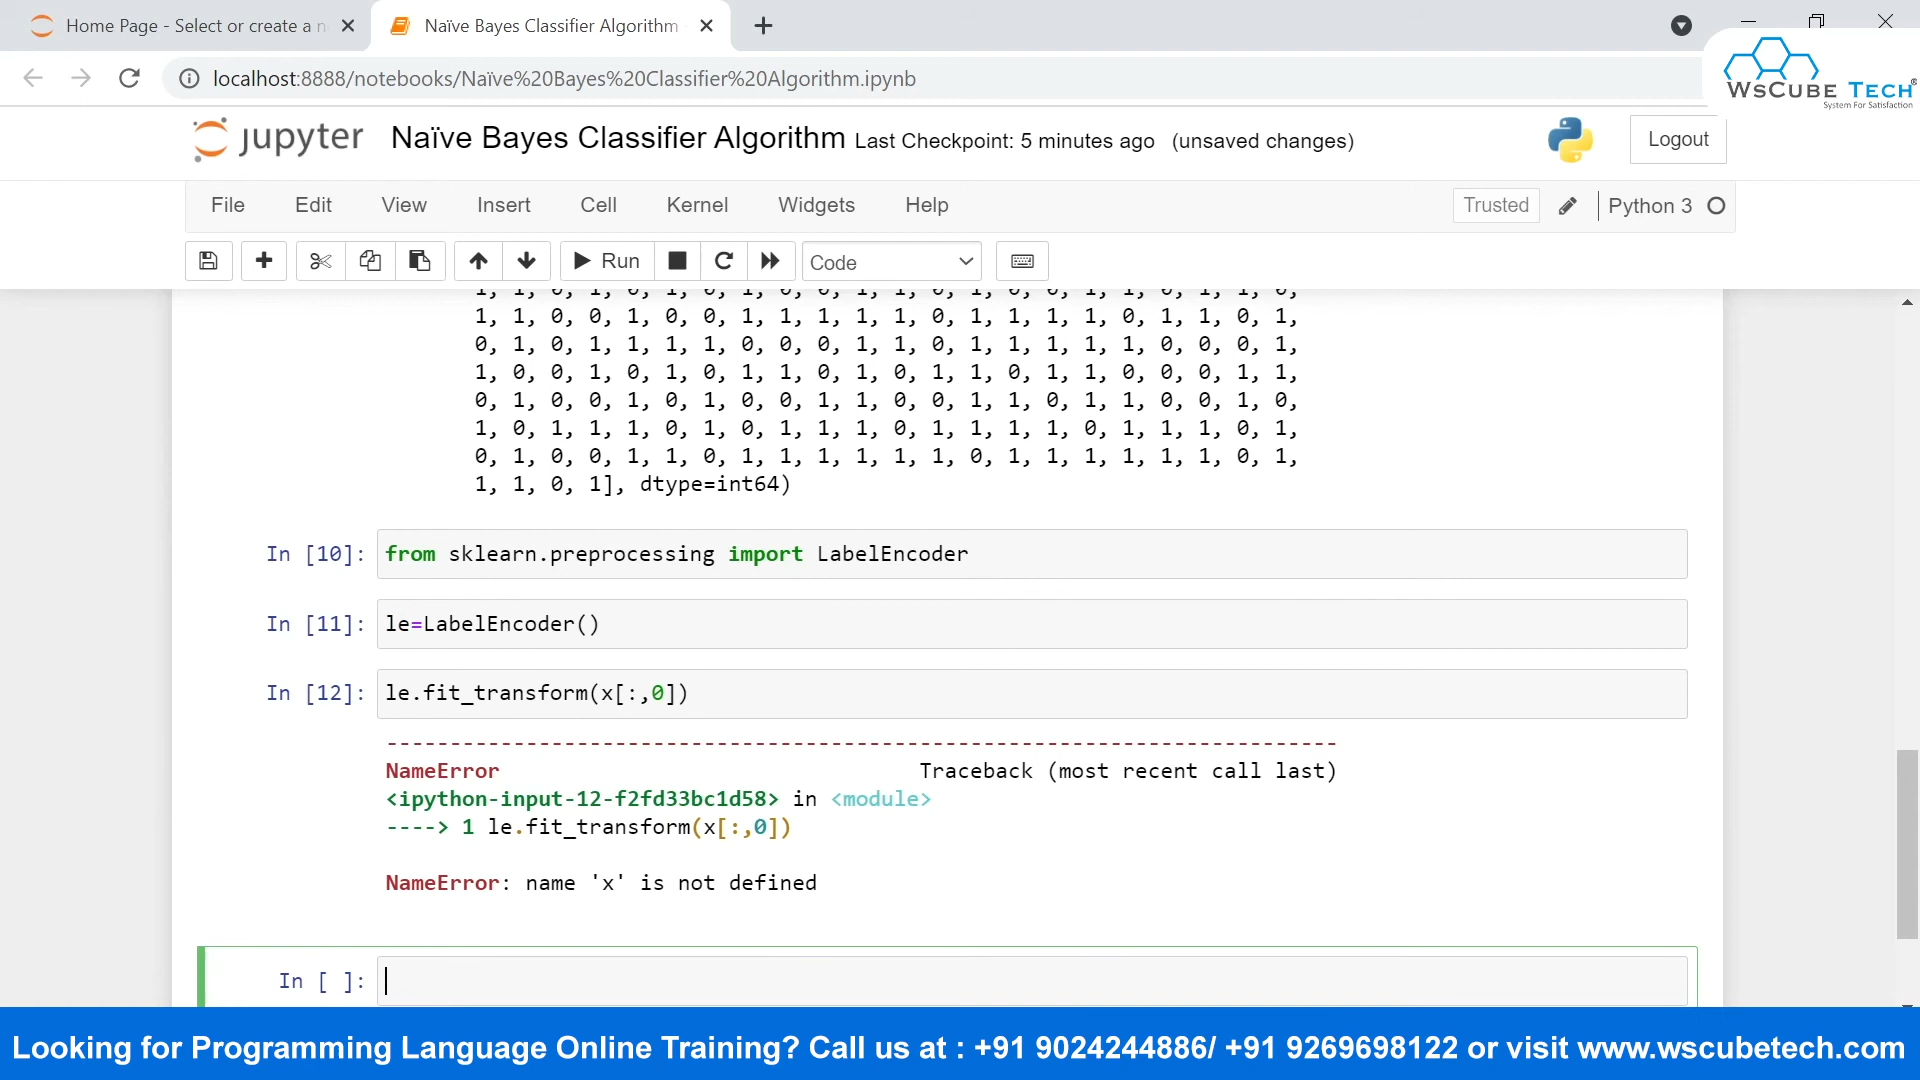 Home Page - Select or create a n
Naïve Bayes Classifier Algorithm
localhost:8888/notebooks/Naïve%20Bayes%20Classifier%20Algorithm.ipynb
WsCube Tech®
System For Satisfaction
jupyter Naïve Bayes Classifier Algorithm Last Checkpoint: 5 minutes ago (unsaved changes)
Logout
File Edit View Insert Cell Kernel Widgets Help
Trusted
Python 3
Run
Code
1, 1, 0, 0, 1, 0, 0, 1, 1, 1, 1, 1, 0, 1, 1, 1, 1, 0, 1, 1, 0, 1,
0, 1, 0, 1, 1, 1, 1, 0, 0, 0, 1, 1, 0, 1, 1, 1, 1, 1, 0, 0, 0, 1,
1, 0, 0, 1, 0, 1, 0, 1, 1, 0, 1, 0, 1, 1, 0, 1, 1, 0, 0, 0, 1, 1,
0, 1, 0, 0, 1, 0, 1, 0, 0, 1, 1, 0, 0, 1, 1, 0, 1, 1, 0, 0, 1, 0,
1, 0, 1, 1, 1, 0, 1, 0, 1, 1, 1, 0, 1, 1, 1, 1, 0, 1, 1, 1, 0, 1,
0, 1, 0, 0, 1, 1, 0, 1, 1, 1, 1, 1, 1, 0, 1, 1, 1, 1, 1, 1, 0, 1,
1, 1, 0, 1], dtype=int64)
In [10]: from sklearn.preprocessing import LabelEncoder
In [11]: le=LabelEncoder()
In [12]: le.fit_transform(x[:,0])
---------------------------------------------------------------------------
NameError Traceback (most recent call last)
<ipython-input-12-f2fd33bc1d58> in <module>
----> 1 le.fit_transform(x[:,0])
NameError: name 'x' is not defined
In [ ]:
Looking for Programming Language Online Training? Call us at : +91 9024244886/ +91 9269698122 or visit www.wscubetech.com